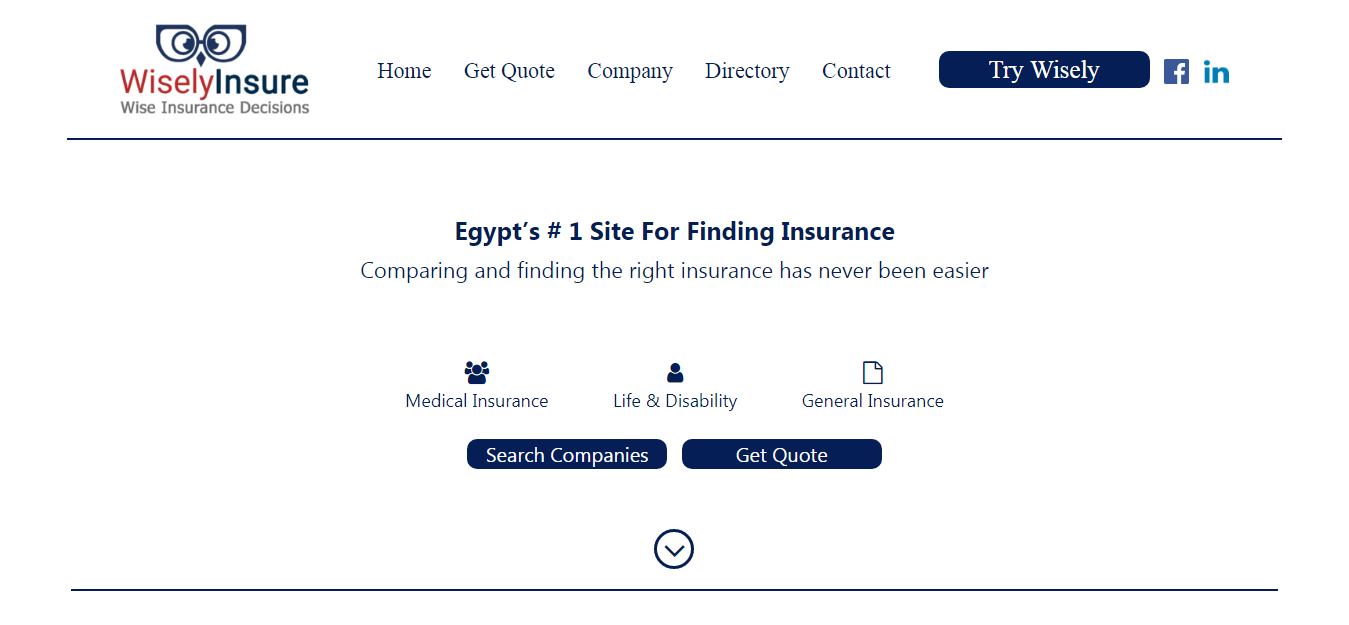 WiselyInsure
Wise Insurance Decisions
Home Get Quote Company Directory Contact Try Wisely
Egypt’s # 1 Site For Finding Insurance
Comparing and finding the right insurance has never been easier
Medical Insurance Life & Disability General Insurance
Search Companies Get Quote